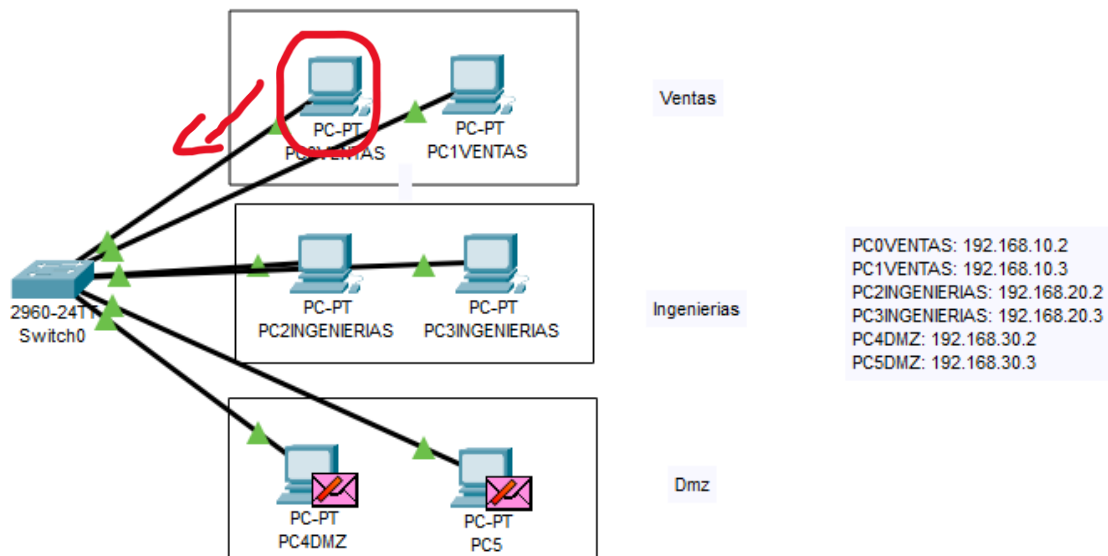 Ventas
PC-PT
PC0VENTAS
PC-PT
PC1VENTAS
2960-24TT
Switch0
PC-PT
PC2INGENIERIAS
PC-PT
PC3INGENIERIAS
Ingenierias
PC0VENTAS: 192.168.10.2
PC1VENTAS: 192.168.10.3
PC2INGENIERIAS: 192.168.20.2
PC3INGENIERIAS: 192.168.20.3
PC4DMZ: 192.168.30.2
PC5DMZ: 192.168.30.3
PC-PT
PC4DMZ
PC-PT
PC5
Dmz